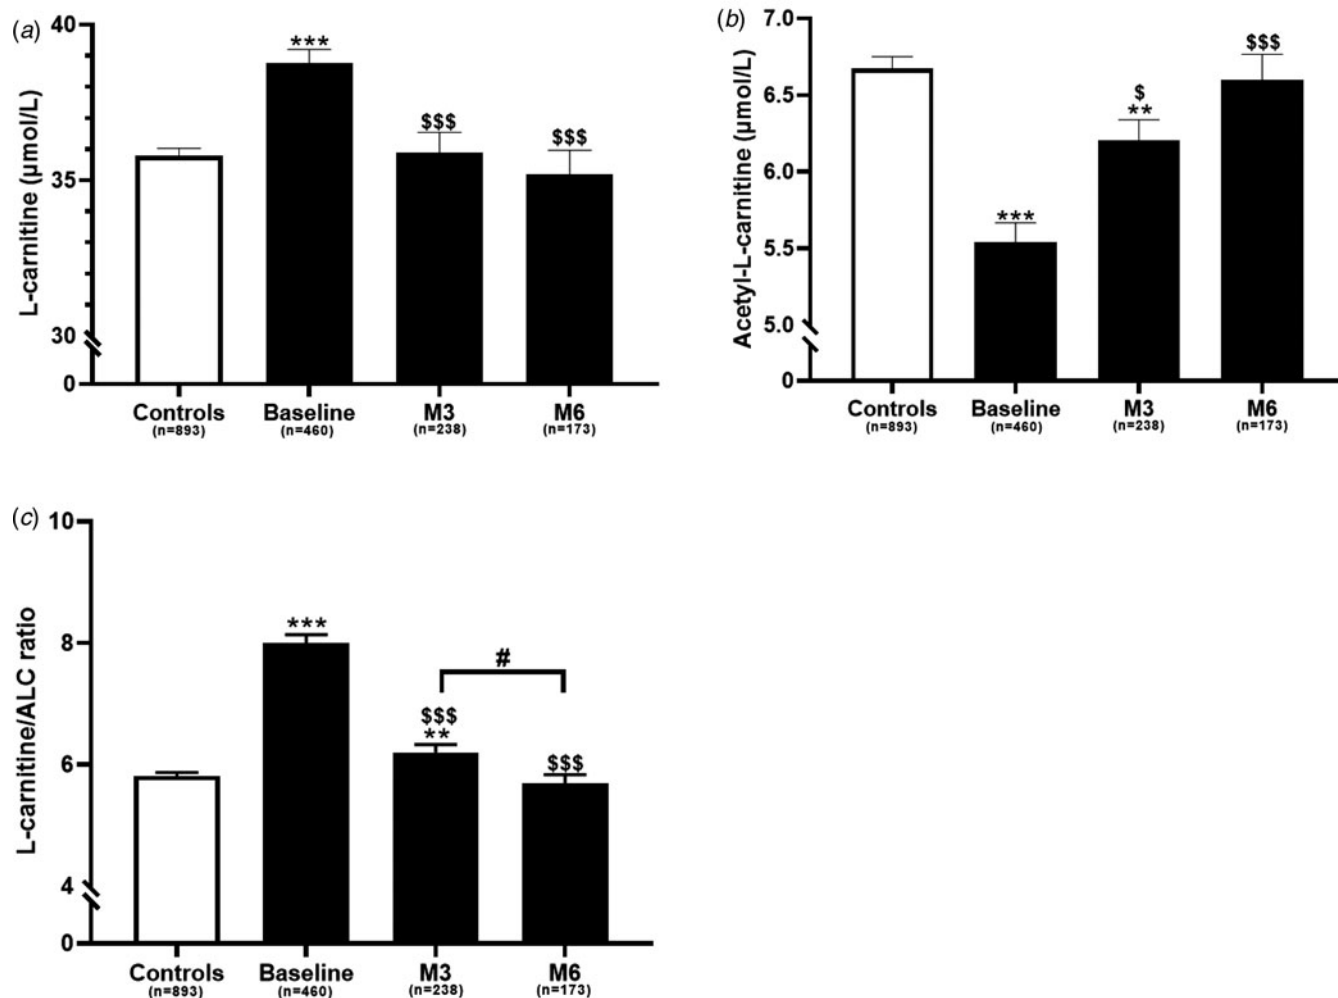 (a)
L-carnitine (µmol/L)
40
35
30
0
***
$$$
$$$
Controls
(n=893)
Baseline
(n=460)
M3
(n=238)
M6
(n=173)
(b)
Acetyl-L-carnitine (µmol/L)
7.0
6.5
6.0
5.5
5.0
0
***
$
**
$$$
Controls
(n=893)
Baseline
(n=460)
M3
(n=238)
M6
(n=173)
(c)
L-carnitine/ALC ratio
10
8
6
4
0
***
#
$$$
**
$$$
Controls
(n=893)
Baseline
(n=460)
M3
(n=238)
M6
(n=173)